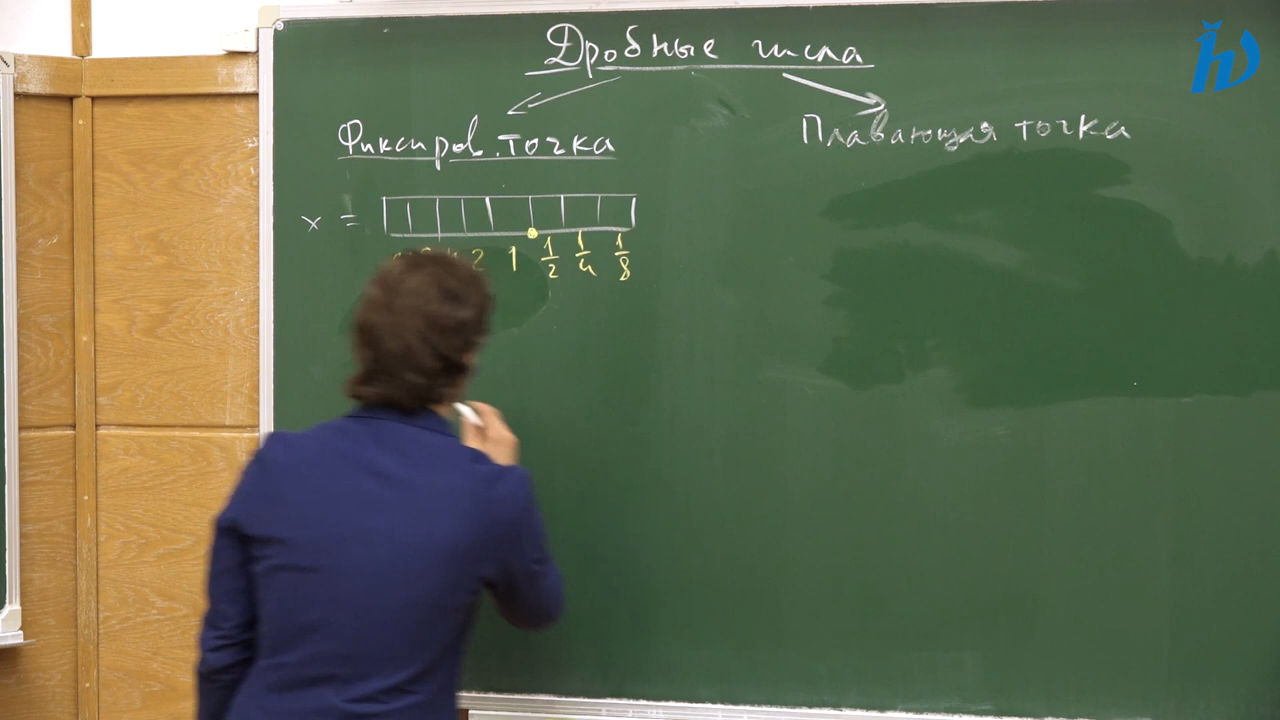 Дробные числа
Фиксиров. точка
Плавающая точка
x =
2 1 1/2 1/4 1/8